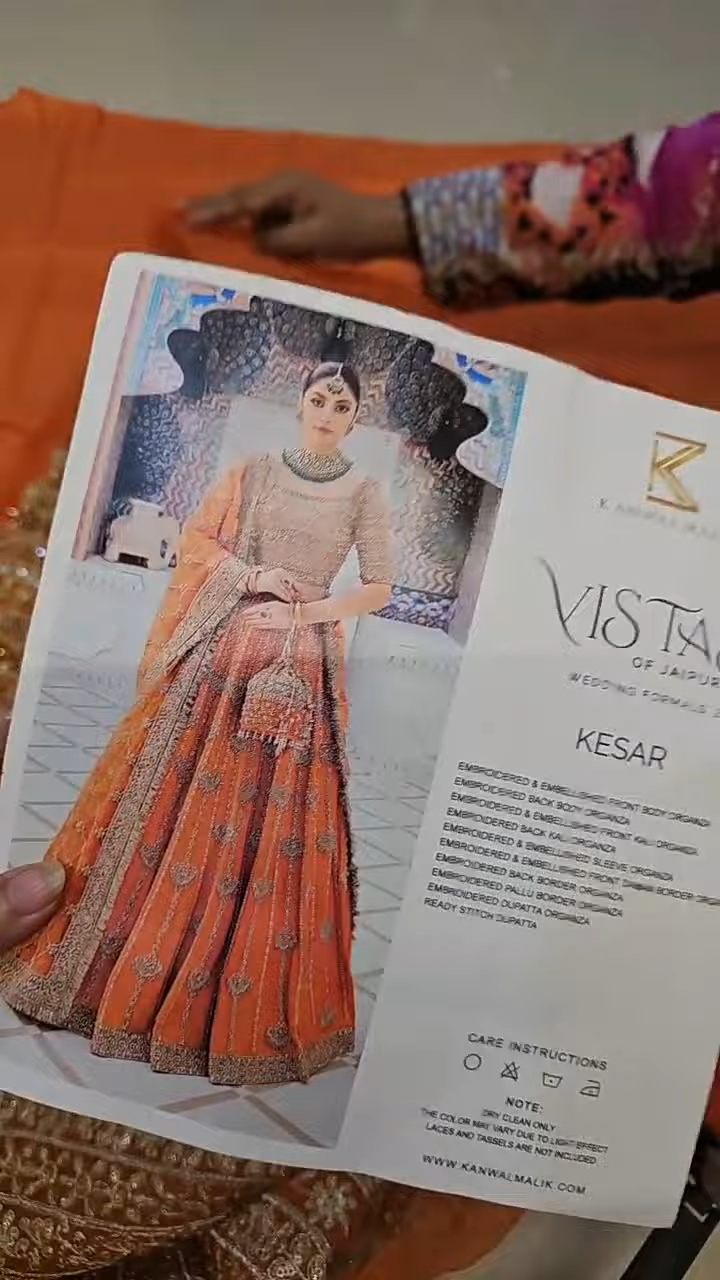 K
VISTA
OF JAIPUR
WEDDING FORMALS
KESAR
EMBROIDERED & EMBELLISHED FRONT BODY ORGANZA
EMBROIDERED BACK BODY ORGANZA
EMBROIDERED & EMBELLISHED FRONT KALI ORGANZA
EMBROIDERED BACK KALI ORGANZA
EMBROIDERED & EMBELLISHED SLEEVE ORGANZA
EMBROIDERED & EMBELLISHED FRONT DAMAN BORDER
EMBROIDERED BACK BORDER ORGANZA
EMBROIDERED PALLU BORDER ORGANZA
EMBROIDERED DUPATTA ORGANZA
READY STITCH DUPATTA
CARE INSTRUCTIONS
NOTE:
DRY CLEAN ONLY
THE COLOR MAY VARY DUE TO LIGHT EFFECT
LACES AND TASSELS ARE NOT INCLUDED
WWW.KANWALMALIK.COM